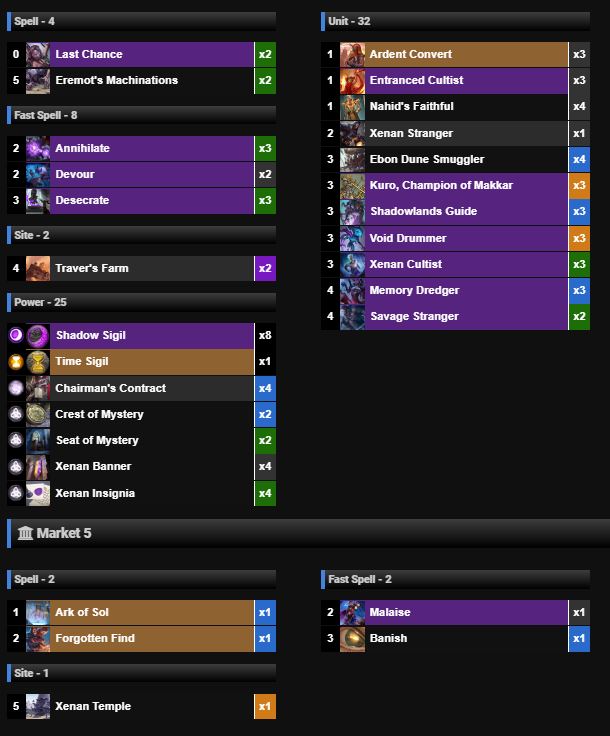 Spell - 4
0 Last Chance x2
5 Eremot's Machinations x2
Fast Spell - 8
2 Annihilate x3
2 Devour x2
3 Desecrate x3
Site - 2
4 Traver's Farm x2
Power - 25
Shadow Sigil x8
Time Sigil x1
Chairman's Contract x4
Crest of Mystery x2
Seat of Mystery x2
Xenan Banner x4
Xenan Insignia x4
Unit - 32
1 Ardent Convert x3
1 Entranced Cultist x3
1 Nahid's Faithful x4
2 Xenan Stranger x1
3 Ebon Dune Smuggler x4
3 Kuro, Champion of Makkar x3
3 Shadowlands Guide x3
3 Void Drummer x3
3 Xenan Cultist x3
4 Memory Dredger x3
4 Savage Stranger x2
Market 5
Spell - 2
1 Ark of Sol x1
2 Forgotten Find x1
Site - 1
5 Xenan Temple x1
Fast Spell - 2
2 Malaise x1
3 Banish x1